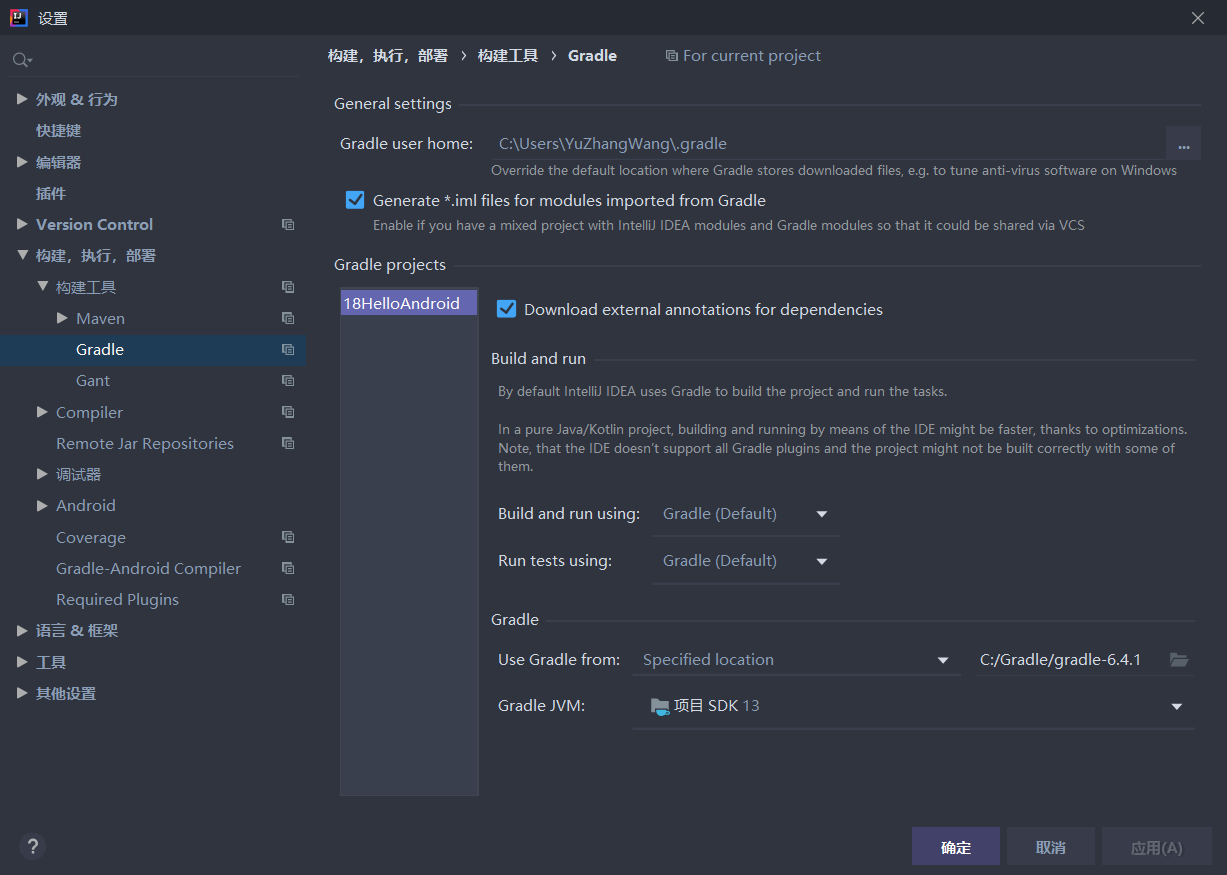 设置
外观 & 行为
快捷键
编辑器
插件
Version Control
构建，执行，部署
构建工具
Maven
Gradle
Gant
Compiler
Remote Jar Repositories
调试器
Android
Coverage
Gradle-Android Compiler
Required Plugins
语言 & 框架
工具
其他设置
构建，执行，部署 › 构建工具 › Gradle For current project
General settings
Gradle user home: C:\Users\YuZhangWang\.gradle ...
Override the default location where Gradle stores downloaded files, e.g. to tune anti-virus software on Windows
Generate *.iml files for modules imported from Gradle
Enable if you have a mixed project with IntelliJ IDEA modules and Gradle modules so that it could be shared via VCS
Gradle projects
18HelloAndroid
Download external annotations for dependencies
Build and run
By default IntelliJ IDEA uses Gradle to build the project and run the tasks.
In a pure Java/Kotlin project, building and running by means of the IDE might be faster, thanks to optimizations.
Note, that the IDE doesn't support all Gradle plugins and the project might not be built correctly with some of
them.
Build and run using: Gradle (Default)
Run tests using: Gradle (Default)
Gradle
Use Gradle from: Specified location C:/Gradle/gradle-6.4.1
Gradle JVM: 项目 SDK 13
? 确定 取消 应用(A)